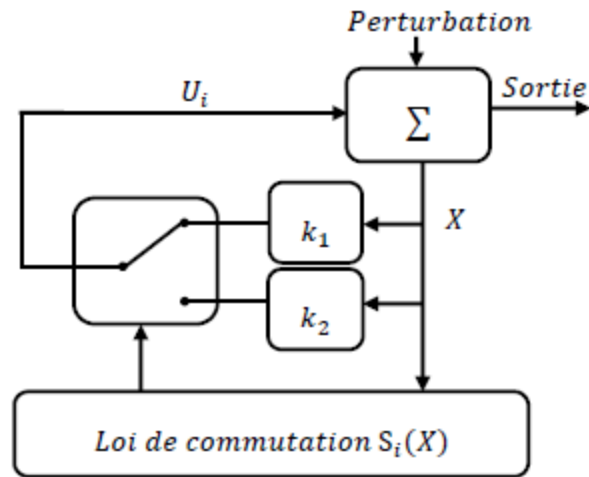 Perturbation
U_i
Sortie
Σ
k_1
X
k_2
Loi de commutation S_i(X)